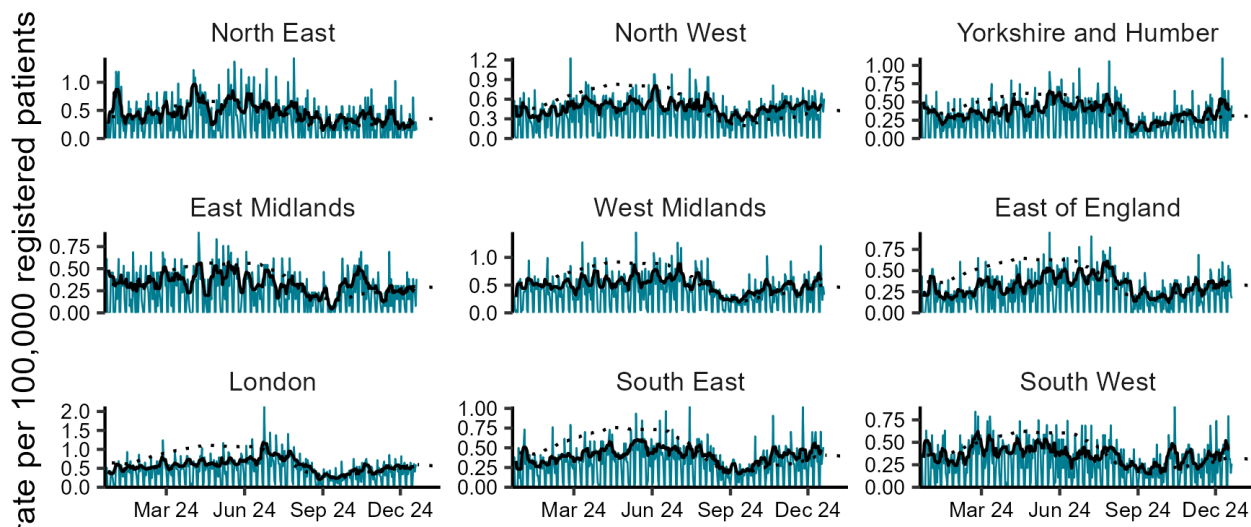 rate per 100,000 registered patients
North East
North West
Yorkshire and Humber
1.0
0.5
0.0
1.2
0.9
0.6
0.3
0.0
1.00
0.75
0.50
0.25
0.00
East Midlands
West Midlands
East of England
0.75
0.50
0.25
0.00
1.0
0.5
0.0
0.75
0.50
0.25
0.00
London
South East
South West
2.0
1.5
1.0
0.5
0.0
1.00
0.75
0.50
0.25
0.00
0.75
0.50
0.25
0.00
Mar 24 Jun 24 Sep 24 Dec 24
Mar 24 Jun 24 Sep 24 Dec 24
Mar 24 Jun 24 Sep 24 Dec 24